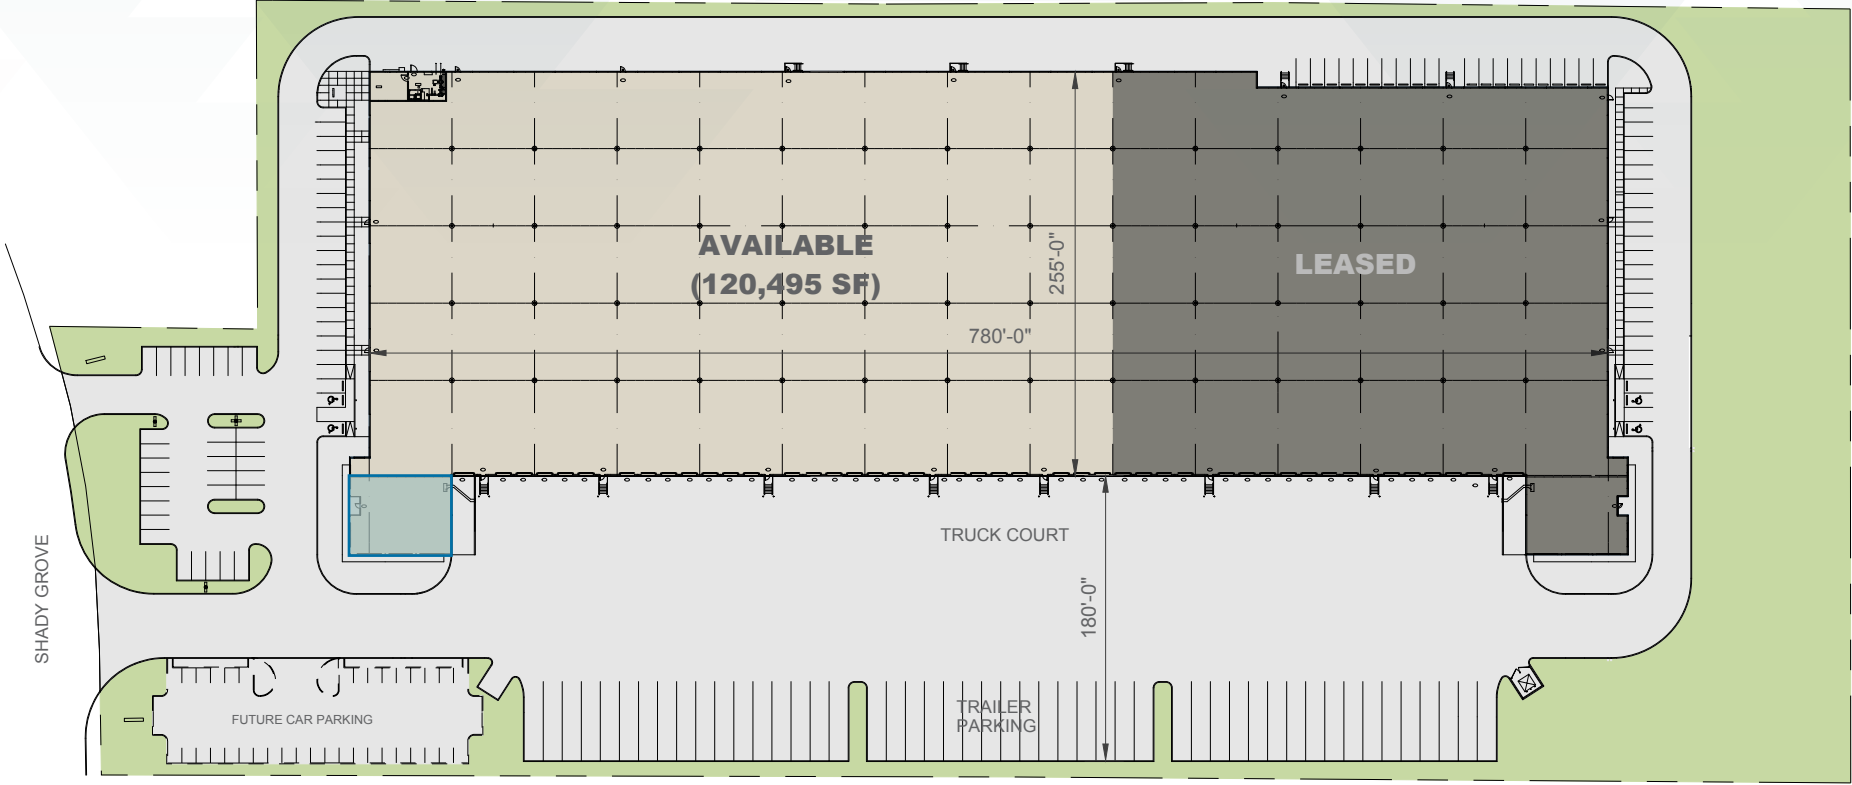 AVAILABLE
(120,495 SF)
255'-0"
LEASED
780'-0"
TRUCK COURT
180'-0"
SHADY GROVE
TRAILER
PARKING
FUTURE CAR PARKING